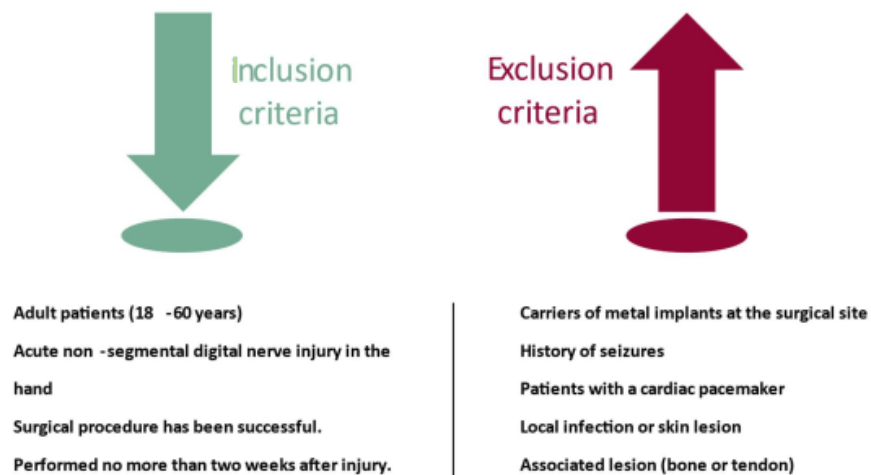 Inclusion
criteria
Exclusion
criteria
Adult patients (18 -60 years)
Acute non -segmental digital nerve injury in the
hand
Surgical procedure has been successful.
Performed no more than two weeks after injury.
Carriers of metal implants at the surgical site
History of seizures
Patients with a cardiac pacemaker
Local infection or skin lesion
Associated lesion (bone or tendon)